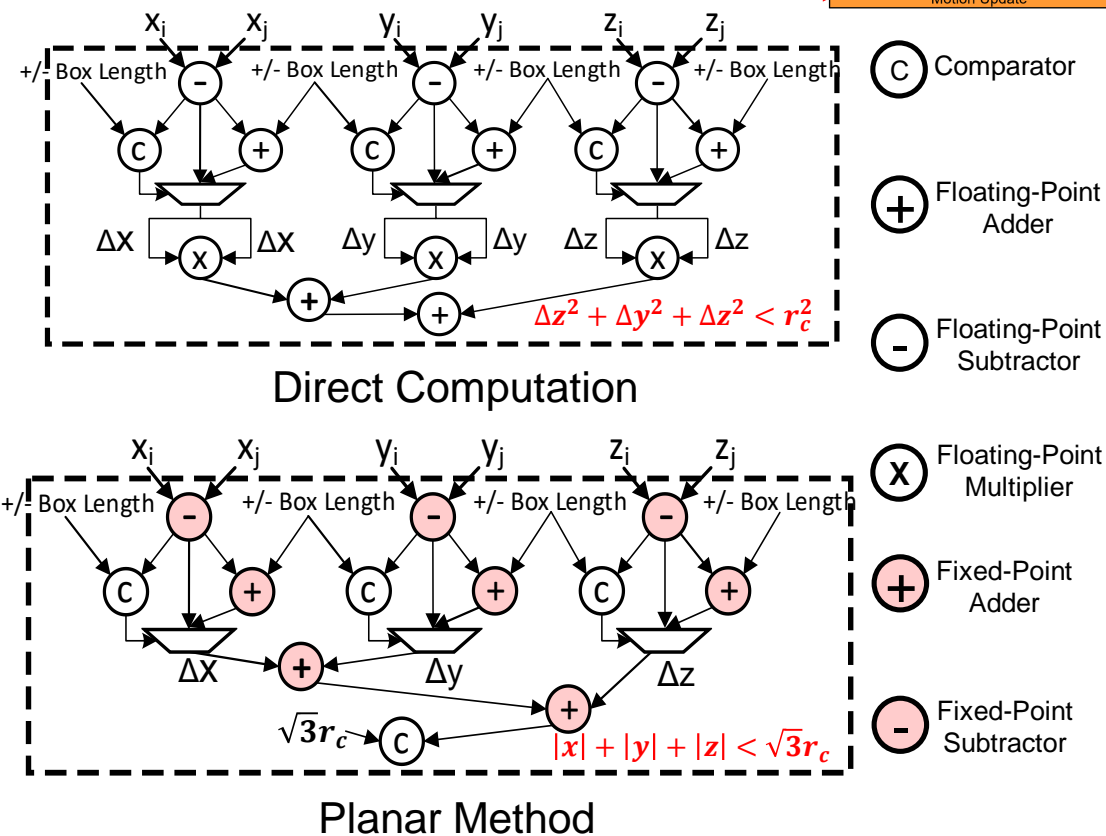 Motion Update
xᵢ xⱼ yᵢ yⱼ zᵢ zⱼ
+/- Box Length +/- Box Length +/- Box Length +/- Box Length
- - -
C + C + C +
ΔX ΔX Δy Δy Δz Δz
X X X
+ +
Δz² + Δy² + Δz² < r_c²
Direct Computation
xᵢ xⱼ yᵢ yⱼ zᵢ zⱼ
+/- Box Length +/- Box Length +/- Box Length +/- Box Length
- - -
C + C + C +
ΔX + Δy Δz
+
√3r_c C |x| + |y| + |z| < √3r_c
Planar Method
C Comparator
+ Floating-Point
Adder
- Floating-Point
Subtractor
X Floating-Point
Multiplier
+ Fixed-Point
Adder
- Fixed-Point
Subtractor